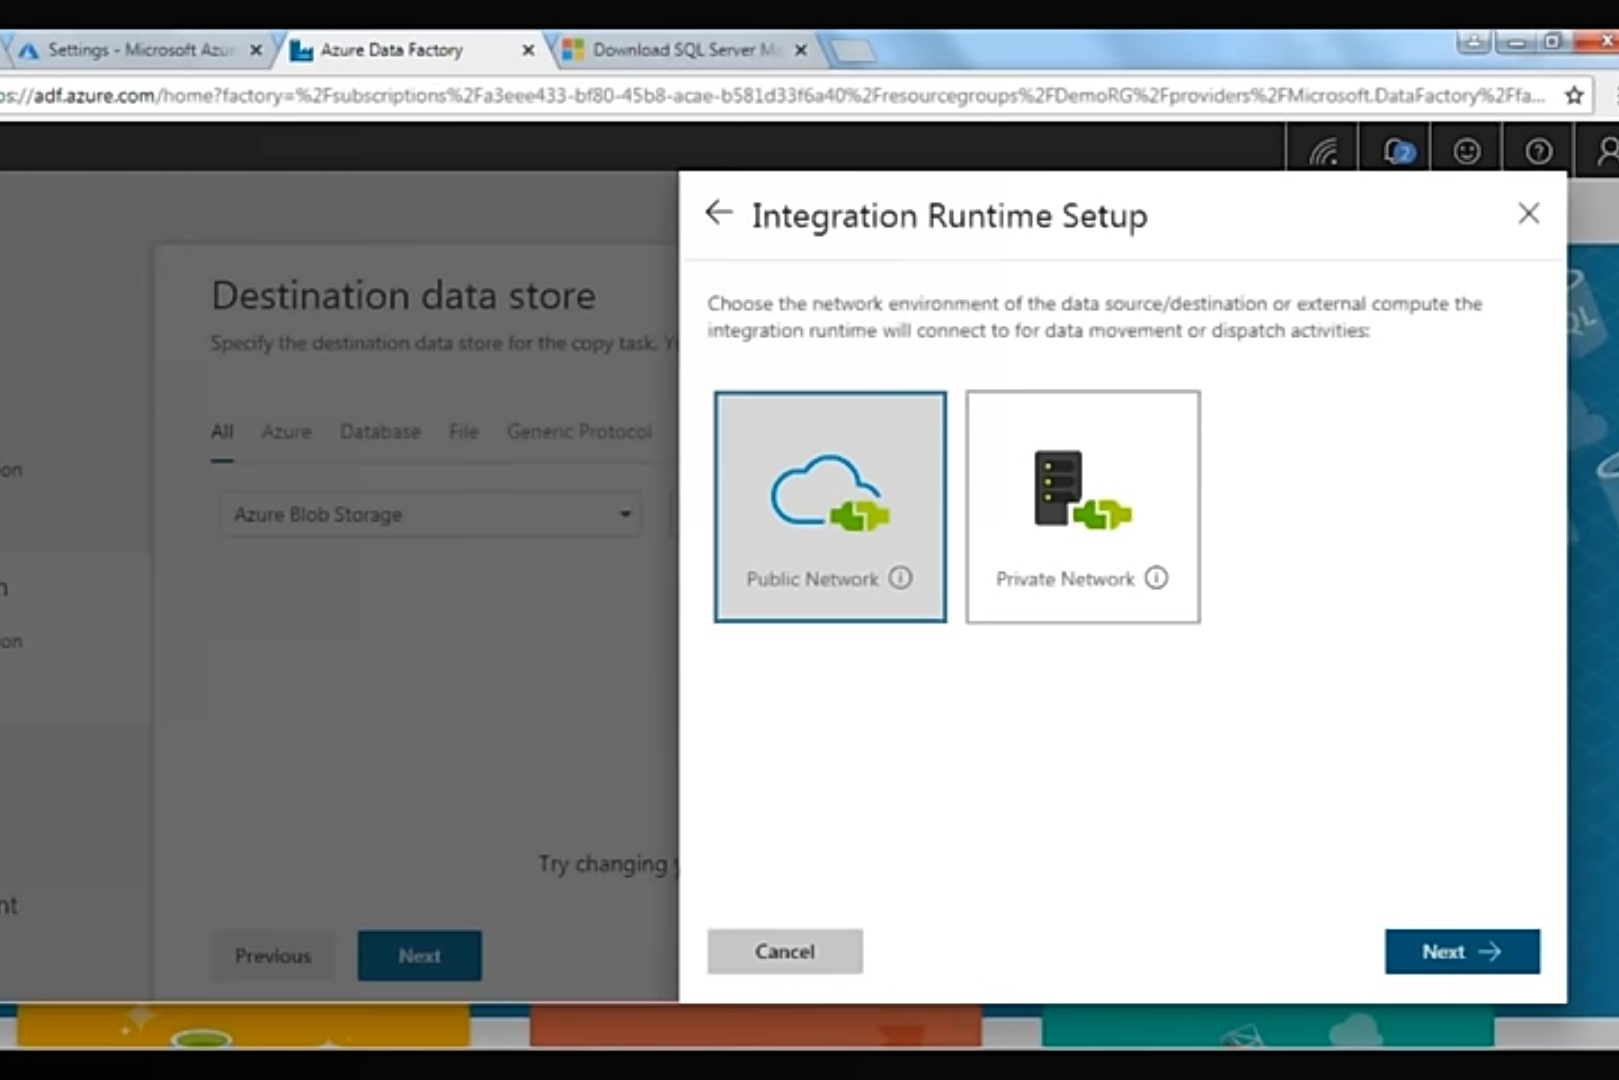 Settings - Microsoft Azur
Azure Data Factory
Download SQL Server M
ps://adf.azure.com/home?factory=%2Fsubscriptions%2Fa3eee433-bf80-45b8-acae-b581d33f6a40%2Fresourcegroups%2FDemoRG%2Fproviders%2FMicrosoft.DataFactory%2Ffa...
2
Integration Runtime Setup
Choose the network environment of the data source/destination or external compute the
integration runtime will connect to for data movement or dispatch activities:
Public Network
Private Network
Cancel
Next
Destination data store
Specify the destination data store for the copy task. Y
All Azure Database File Generic Protocol
Azure Blob Storage
Try changing
Previous
Next
on
on
nt
QL